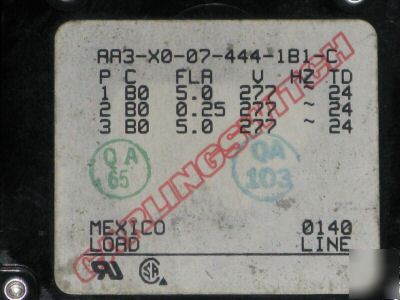 AA3-X0-07-444-1B1-C
P C FLA V HZ TD
1 B0 5.0 277 ~ 24
2 B0 0.25 277 ~ 24
3 B0 5.0 277 ~ 24
QA 65
QA 103
CARLINGSWITCH
MEXICO 0140
LOAD LINE